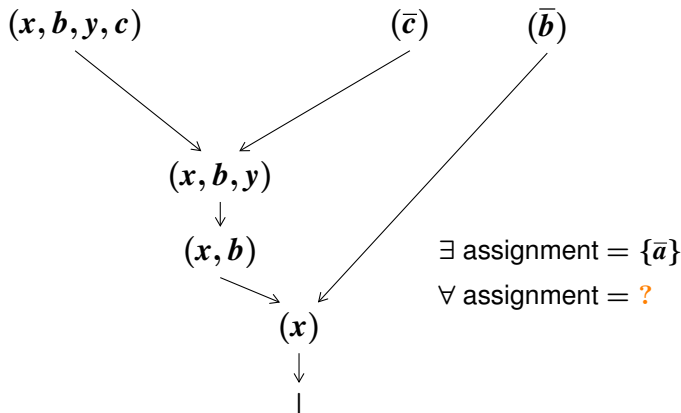 (x, b, y, c) (c̅) (b̅)
(x, b, y)
(x, b)
∃ assignment = {a̅}
∀ assignment = ?
(x)